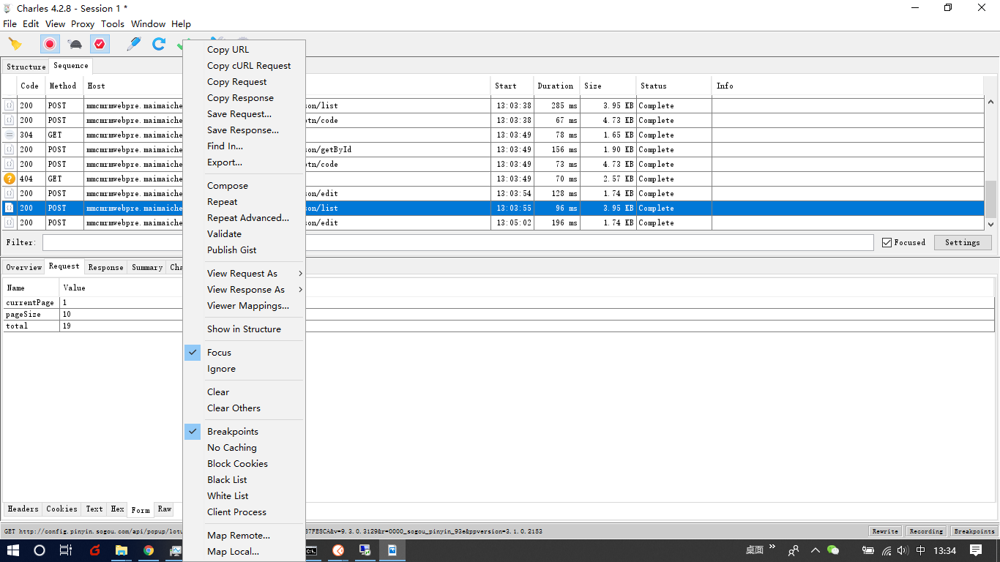 Charles 4.2.8 - Session 1 *
File Edit View Proxy Tools Window Help
Structure Sequence
Code Method Host Start Duration Size Status Info
200 POST mmcmrmwebpre.maimaiche son/list 13:03:38 285 ms 3.95 KB Complete
200 POST mmcmrmwebpre.maimaiche otn/code 13:03:38 67 ms 4.73 KB Complete
304 GET mmcmrmwebpre.maimaiche 13:03:49 78 ms 1.65 KB Complete
200 POST mmcmrmwebpre.maimaiche son/getById 13:03:49 156 ms 1.90 KB Complete
200 POST mmcmrmwebpre.maimaiche otn/code 13:03:49 73 ms 4.73 KB Complete
404 GET mmcmrmwebpre.maimaiche 13:03:49 70 ms 2.57 KB Complete
200 POST mmcmrmwebpre.maimaiche son/edit 13:03:54 128 ms 1.74 KB Complete
200 POST mmcmrmwebpre.maimaiche son/list 13:03:55 96 ms 3.95 KB Complete
200 POST mmcmrmwebpre.maimaiche son/edit 13:05:02 196 ms 1.74 KB Complete
Filter: Focused Settings
Overview Request Response Summary Cha
Name Value
currentPage 1
pageSize 10
total 19
Copy URL
Copy cURL Request
Copy Request
Copy Response
Save Request...
Save Response...
Find In...
Export...
Compose
Repeat
Repeat Advanced...
Validate
Publish Gist
View Request As
View Response As
Viewer Mappings...
Show in Structure
Focus
Ignore
Clear
Clear Others
Breakpoints
No Caching
Block Cookies
Black List
White List
Client Process
Map Remote...
Map Local...
Headers Cookies Text Hex Form Raw
GET http://config.pinyin.sogou.com/api/popup/lotu 37FE8CA&v=9.3.0.3129&r=0000_sogou_pinyin_93e&ppversion=3.1.0.2153
Rewrite Recording Breakpoints
桌面 中 13:34